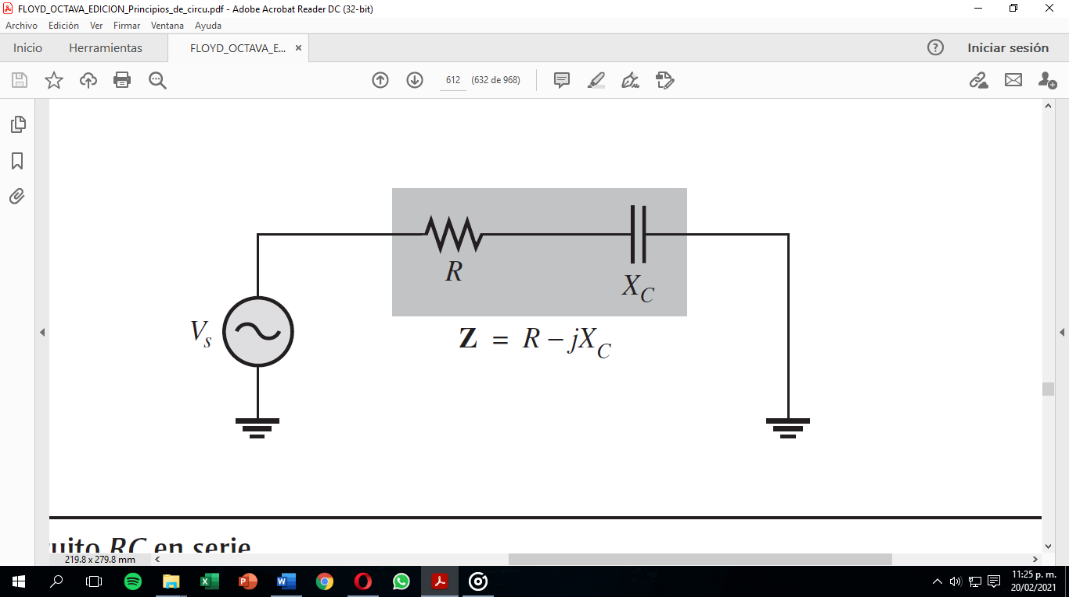 FLOYD_OCTAVA_EDICION_Principios_de_circu.pdf - Adobe Acrobat Reader DC (32-bit)
Archivo Edición Ver Firmar Ventana Ayuda
Inicio Herramientas FLOYD_OCTAVA_E... × ? Iniciar sesión
612 (632 de 968)
R
X_C
V_s
Z = R – jX_C
uito RC en serie
219.8 x 279.8 mm
11:25 p. m.
20/02/2021